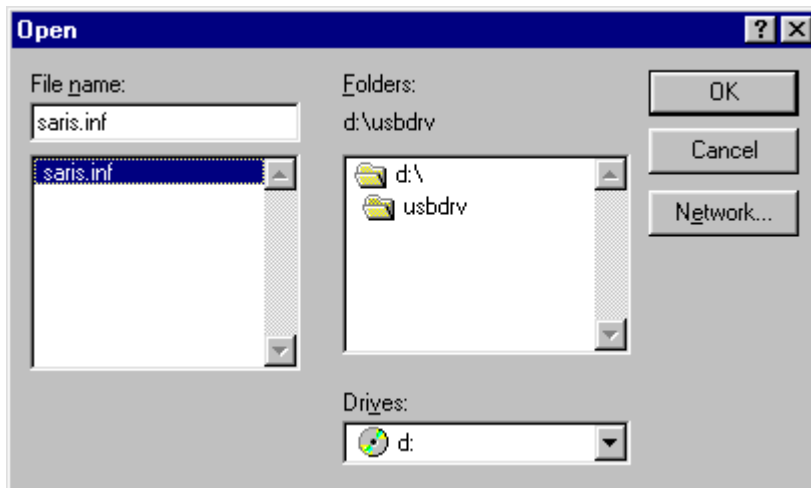 Open
File name:
saris.inf
saris.inf
Folders:
d:\usbdrv
d:\
usbdrv
Drives:
d:
OK
Cancel
Network...